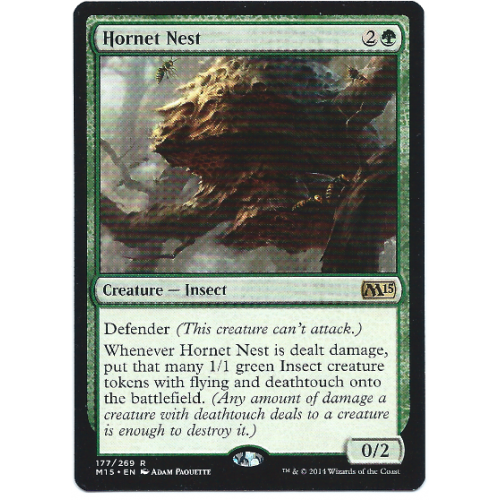 Hornet Nest 2
Creature — Insect M15
Defender (This creature can't attack.)
Whenever Hornet Nest is dealt damage,
put that many 1/1 green Insect creature
tokens with flying and deathtouch onto
the battlefield. (Any amount of damage a
creature with deathtouch deals to a creature
is enough to destroy it.)
0/2
177/269 R
M15 • EN Adam Paquette ™ & © 2014 Wizards of the Coast